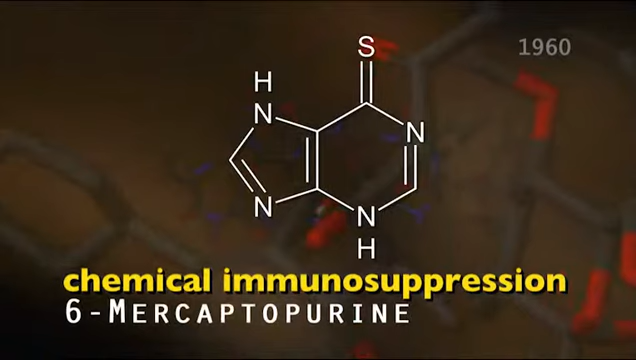 1960
S
H
N
N
N
N
H
chemical immunosuppression
6-MERCAPTOPURINE